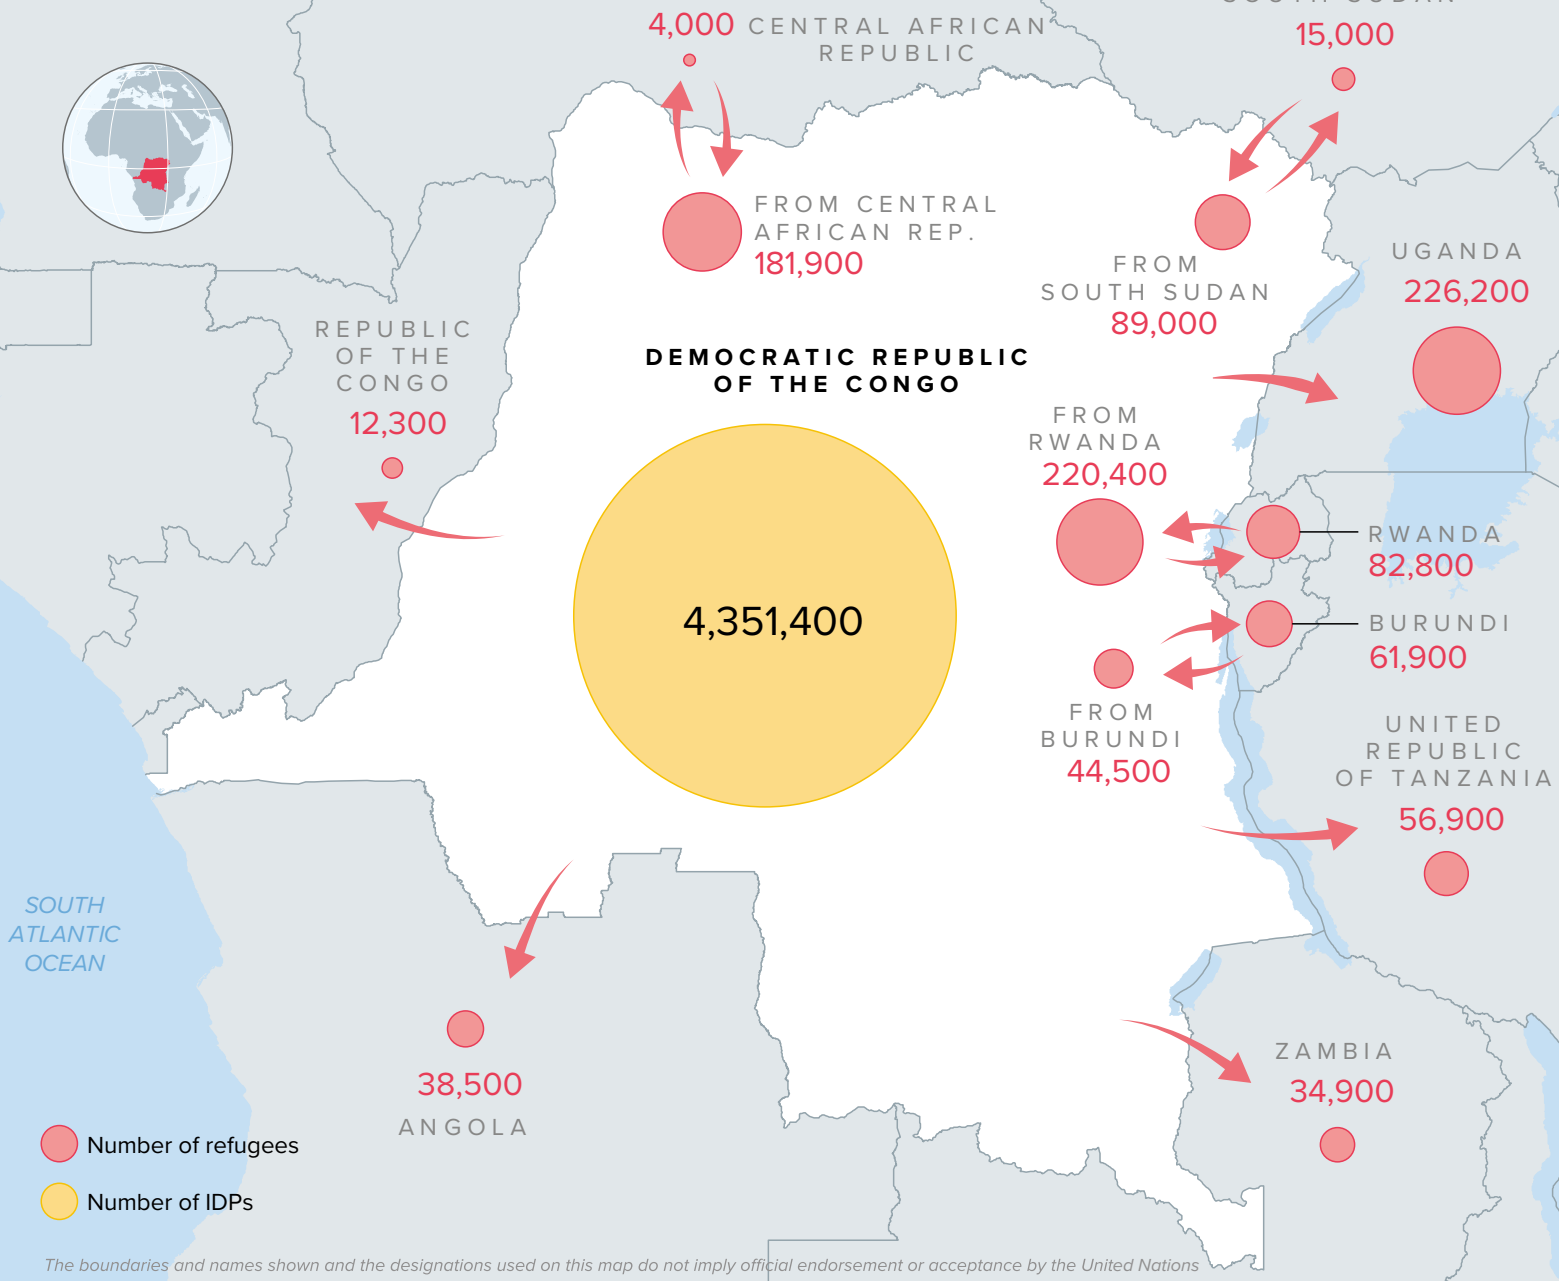 SOUTH SUDAN
4,000
CENTRAL AFRICAN
REPUBLIC
15,000
FROM CENTRAL
AFRICAN REP.
181,900
FROM
SOUTH SUDAN
89,000
UGANDA
226,200
REPUBLIC
OF THE
CONGO
12,300
DEMOCRATIC REPUBLIC
OF THE CONGO
FROM
RWANDA
220,400
4,351,400
RWANDA
82,800
BURUNDI
61,900
FROM
BURUNDI
44,500
UNITED
REPUBLIC
OF TANZANIA
56,900
SOUTH
ATLANTIC
OCEAN
38,500
ANGOLA
ZAMBIA
34,900
Number of refugees
Number of IDPs
The boundaries and names shown and the designations used on this map do not imply official endorsement or acceptance by the United Nations